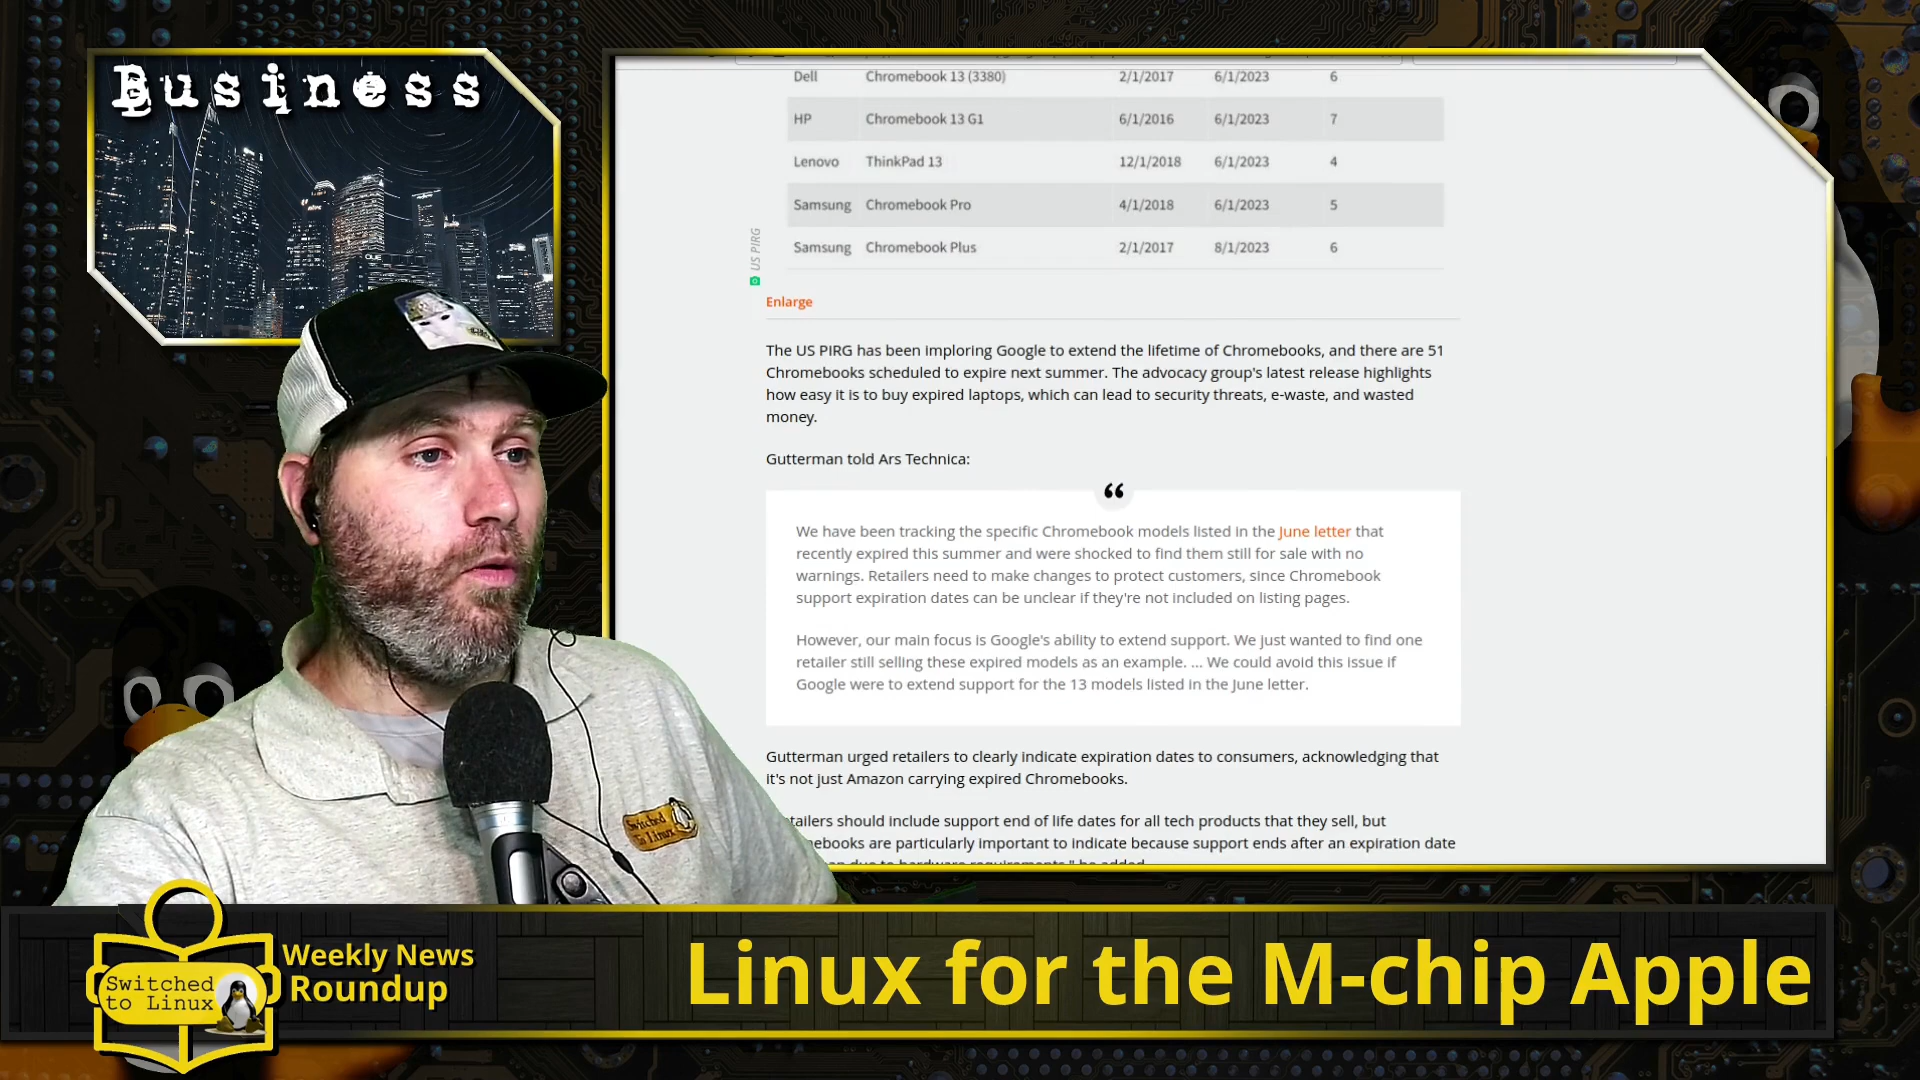 Business
Dell Chromebook 13 (3380) 2/1/2017 6/1/2023 6
HP Chromebook 13 G1 6/1/2016 6/1/2023 7
Lenovo ThinkPad 13 12/1/2018 6/1/2023 4
Samsung Chromebook Pro 4/1/2018 6/1/2023 5
Samsung Chromebook Plus 2/1/2017 8/1/2023 6
US PIRG
Enlarge
The US PIRG has been imploring Google to extend the lifetime of Chromebooks, and there are 51
Chromebooks scheduled to expire next summer. The advocacy group's latest release highlights
how easy it is to buy expired laptops, which can lead to security threats, e-waste, and wasted
money.
Gutterman told Ars Technica:
“
We have been tracking the specific Chromebook models listed in the June letter that
recently expired this summer and were shocked to find them still for sale with no
warnings. Retailers need to make changes to protect customers, since Chromebook
support expiration dates can be unclear if they're not included on listing pages.
However, our main focus is Google's ability to extend support. We just wanted to find one
retailer still selling these expired models as an example. ... We could avoid this issue if
Google were to extend support for the 13 models listed in the June letter.
Gutterman urged retailers to clearly indicate expiration dates to consumers, acknowledging that
it's not just Amazon carrying expired Chromebooks.
tailers should include support end of life dates for all tech products that they sell, but
ebooks are particularly important to indicate because support ends after an expiration date
due to hardware requirements," he added.
Switched
To Linux
Switched
to Linux
Weekly News
Roundup
Linux for the M-chip Apple